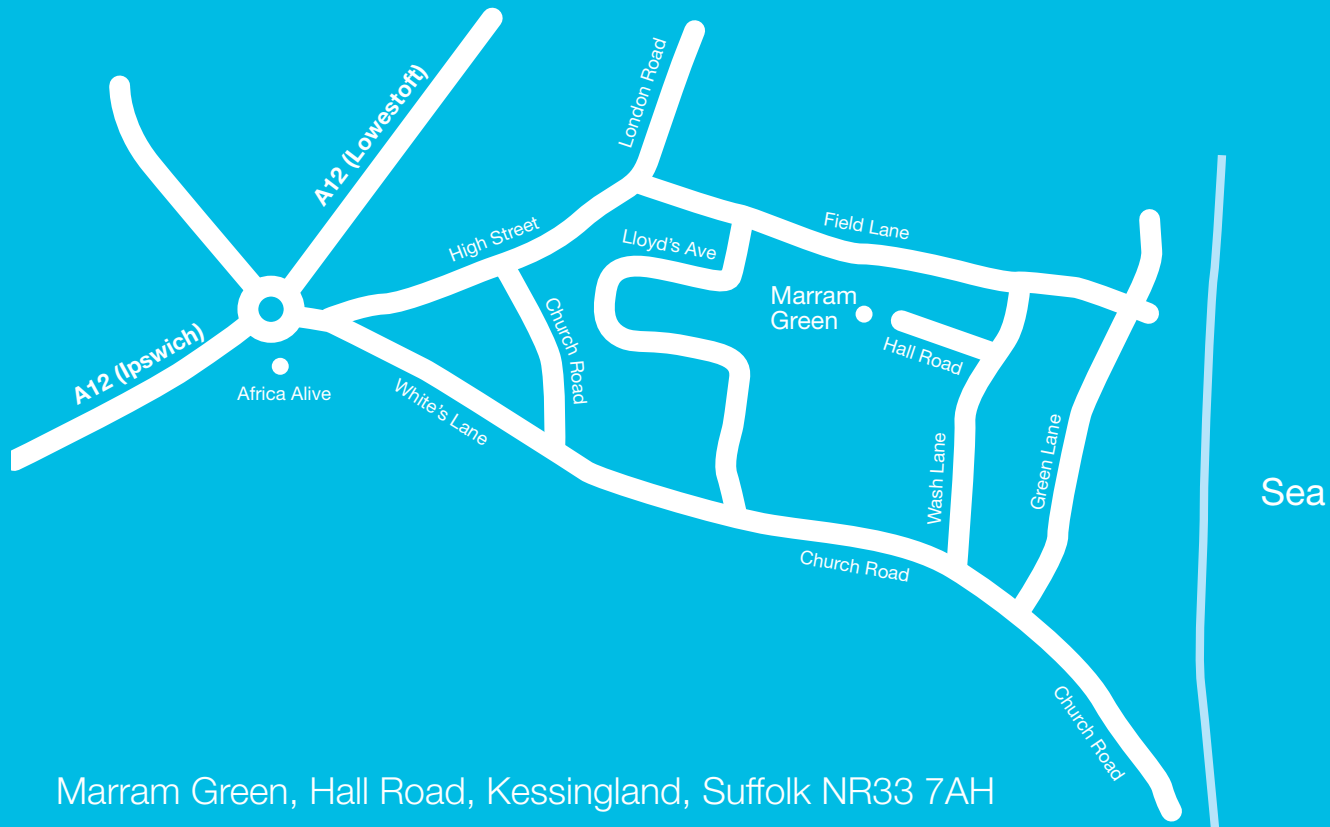 A12 (Lowestoft)
London Road
High Street
Lloyd's Ave
Field Lane
Marram
Green
Hall Road
Church Road
A12 (Ipswich)
Africa Alive
White's Lane
Wash Lane
Green Lane
Sea
Church Road
Church Road
Marram Green, Hall Road, Kessingland, Suffolk NR33 7AH